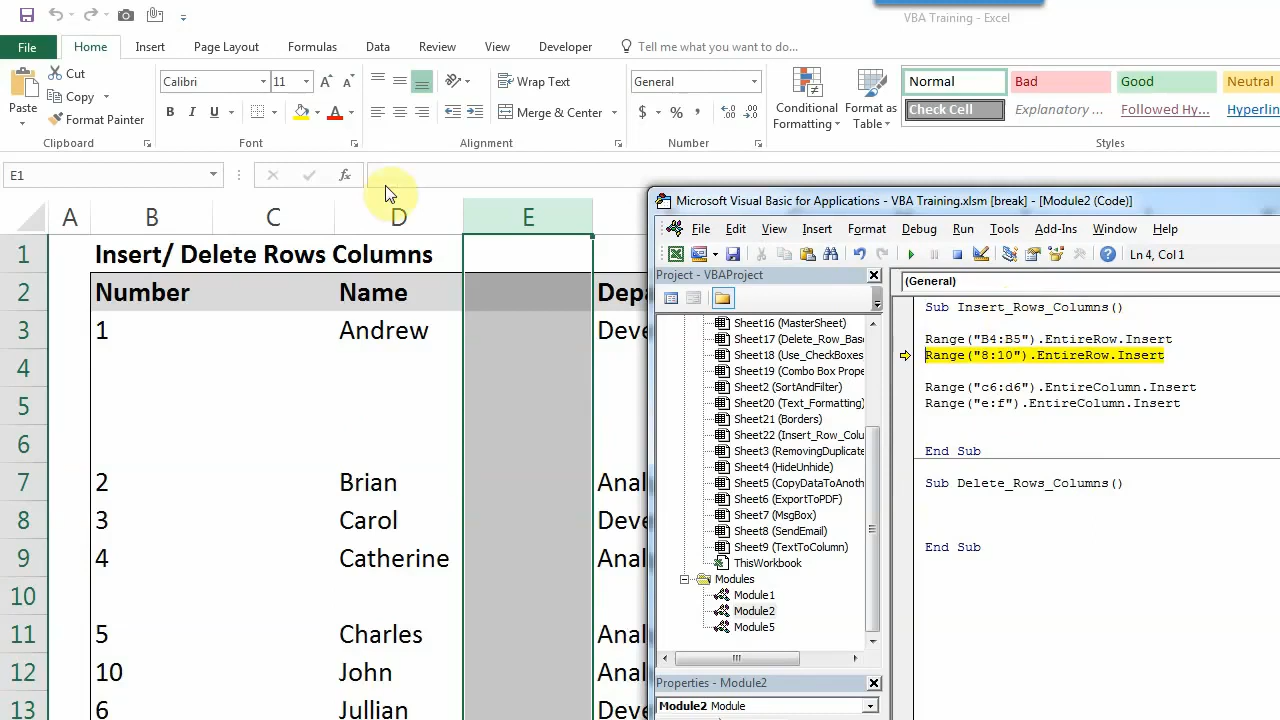 VBA Training - Excel
File Home Insert Page Layout Formulas Data Review View Developer Tell me what you want to do...
Paste
Cut
Copy
Format Painter
Clipboard
Calibri 11
B I U
Font
Wrap Text
Merge & Center
Alignment
General
$ % ,
Number
Conditional Formatting
Format as Table
Normal Bad Good Neutral
Check Cell Explanatory ... Followed Hy... Hyperlin
Styles
E1
fx
A B C D E
1 Insert/ Delete Rows Columns
2 Number Name Depa
3 1 Andrew Deve
4
5
6
7 2 Brian Anal
8 3 Carol Deve
9 4 Catherine Anal
10
11 5 Charles Anal
12 10 John Anal
13 6 Jullian Deve
Microsoft Visual Basic for Applications - VBA Training.xlsm [break] - [Module2 (Code)]
File Edit View Insert Format Debug Run Tools Add-Ins Window Help
Ln 4, Col 1
Project - VBAProject
Sheet16 (MasterSheet)
Sheet17 (Delete_Row_Base
Sheet18 (Use_CheckBoxes
Sheet19 (Combo Box Prope
Sheet2 (SortAndFilter)
Sheet20 (Text_Formatting)
Sheet21 (Borders)
Sheet22 (Insert_Row_Colu
Sheet3 (RemovingDuplicate
Sheet4 (HideUnhide)
Sheet5 (CopyDataToAnoth
Sheet6 (ExportToPDF)
Sheet7 (MsgBox)
Sheet8 (SendEmail)
Sheet9 (TextToColumn)
ThisWorkbook
Modules
Module1
Module2
Module5
Properties - Module2
Module2 Module
(General)
Sub Insert_Rows_Columns()
Range("B4:B5").EntireRow.Insert
Range("8:10").EntireRow.Insert
Range("c6:d6").EntireColumn.Insert
Range("e:f").EntireColumn.Insert
End Sub
Sub Delete_Rows_Columns()
End Sub